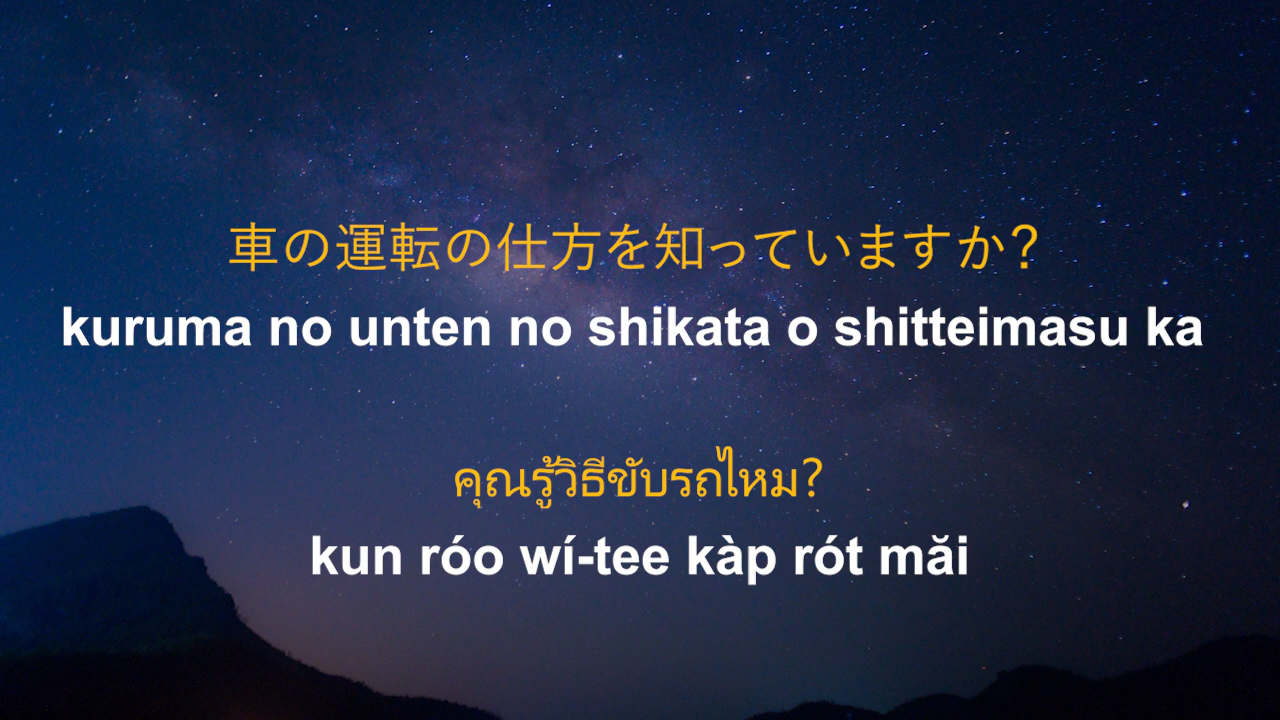 車の運転の仕方を知っていますか?
kuruma no unten no shikata o shitteimasu ka
คุณรู้วิธีขับรถไหม?
kun róo wí-tee kàp rót măi